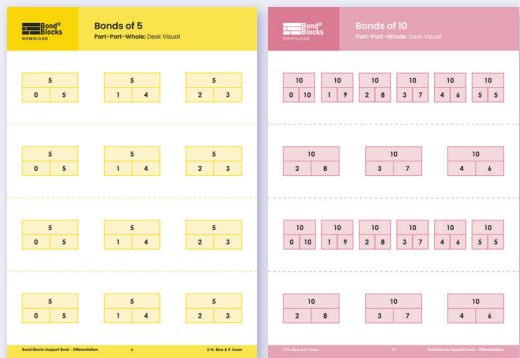 Bond®
Blocks
DOWNLOAD
Bonds of 5
Part-Part-Whole: Desk Visual
5 5 5
0 5 1 4 2 3
5 5 5
0 5 1 4 2 3
5 5 5
0 5 1 4 2 3
5 5 5
0 5 1 4 2 3
Bond Blocks Support Book - Differentiation 6 © N. Bice & P. Swan
Bond®
Blocks
DOWNLOAD
Bonds of 10
Part-Part-Whole: Desk Visual
10 10 10 10 10 10
0 10 1 9 2 8 3 7 4 6 5 5
10 10 10
2 8 3 7 4 6
10 10 10 10 10 10
0 10 1 9 2 8 3 7 4 6 5 5
10 10 10
2 8 3 7 4 6
© N. Bice & P. Swan Bond Blocks Support Book - Differentiation